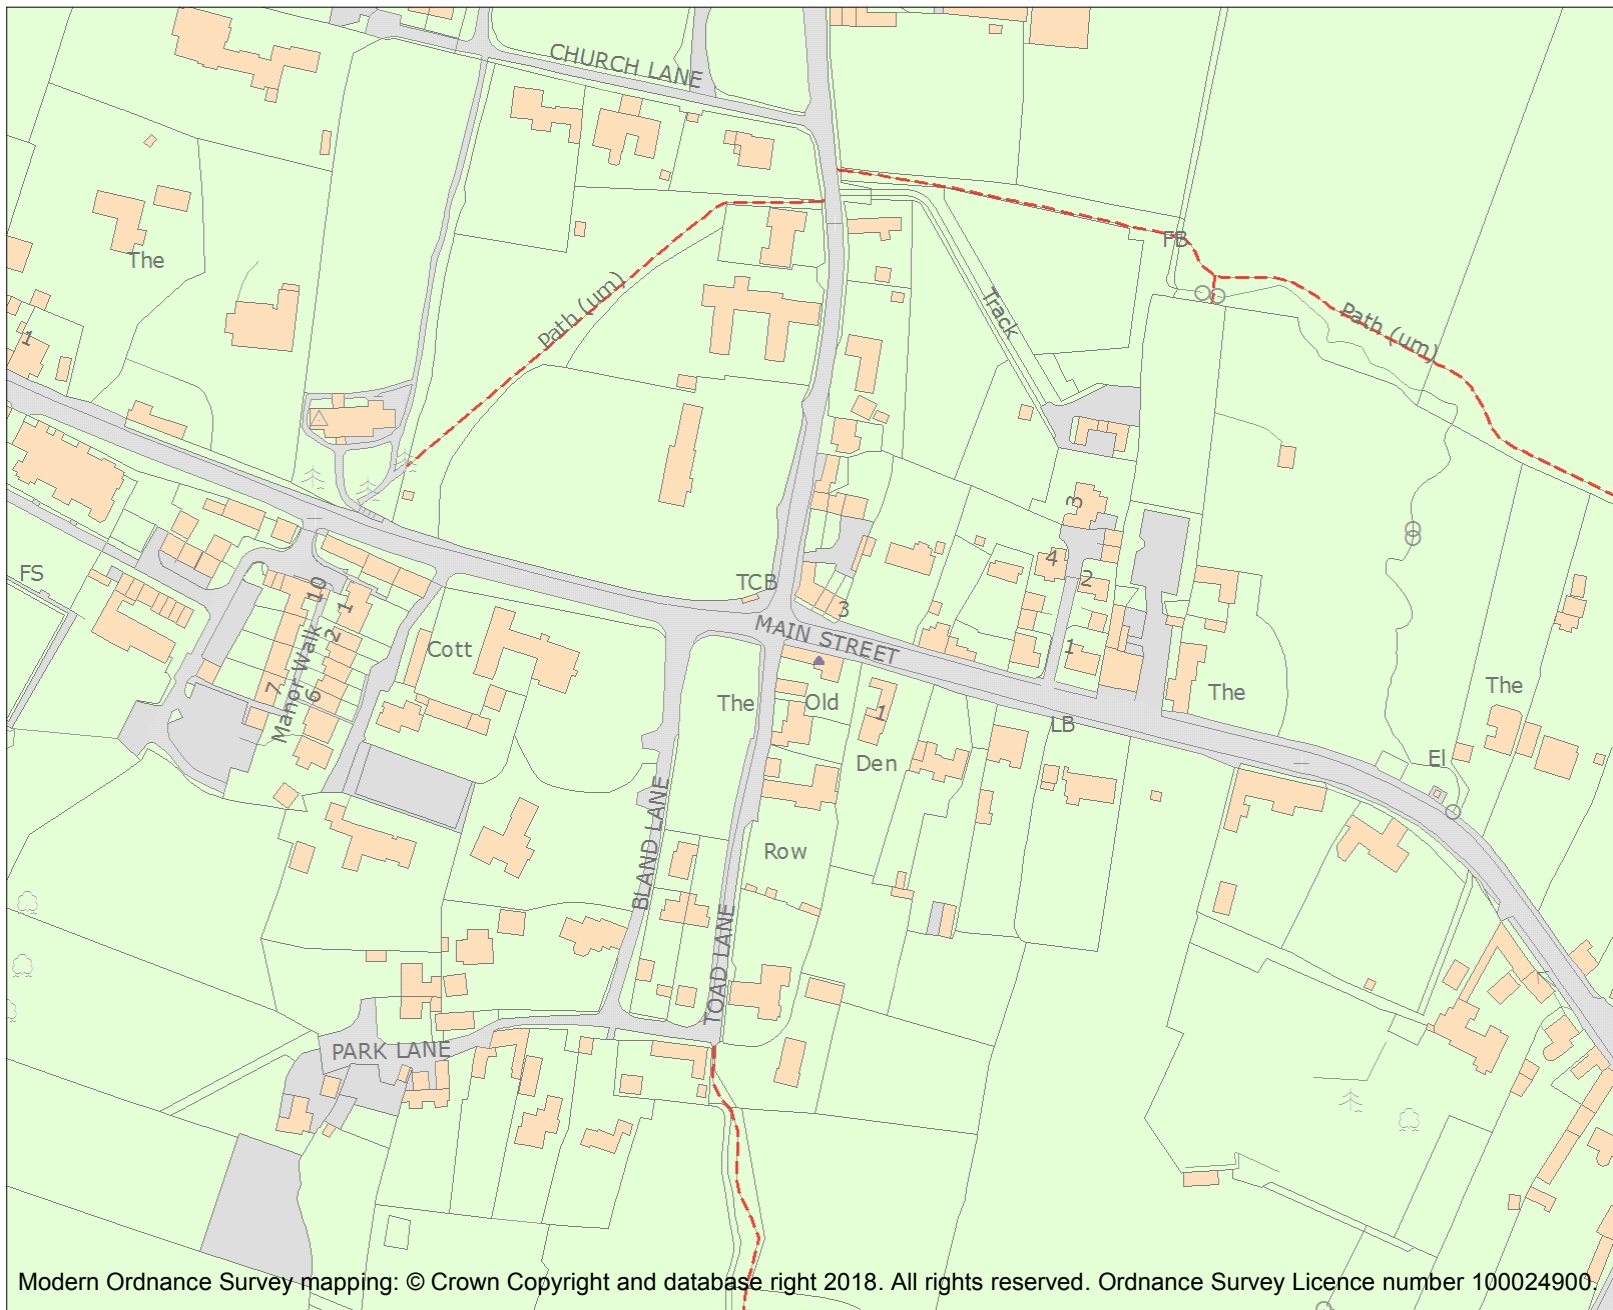 CHURCH LANE
FB
The
Path (um)
Track
Path (um)
1
3
FS
TCB
4
2
10
1
3
MAIN STREET
2
Cott
1
Manor Walk
7
6
The
Old
1
The
The
LB
Den
El
BLAND LANE
Row
TOAD LANE
PARK LANE
Modern Ordnance Survey mapping: © Crown Copyright and database right 2018. All rights reserved. Ordnance Survey Licence number 100024900.